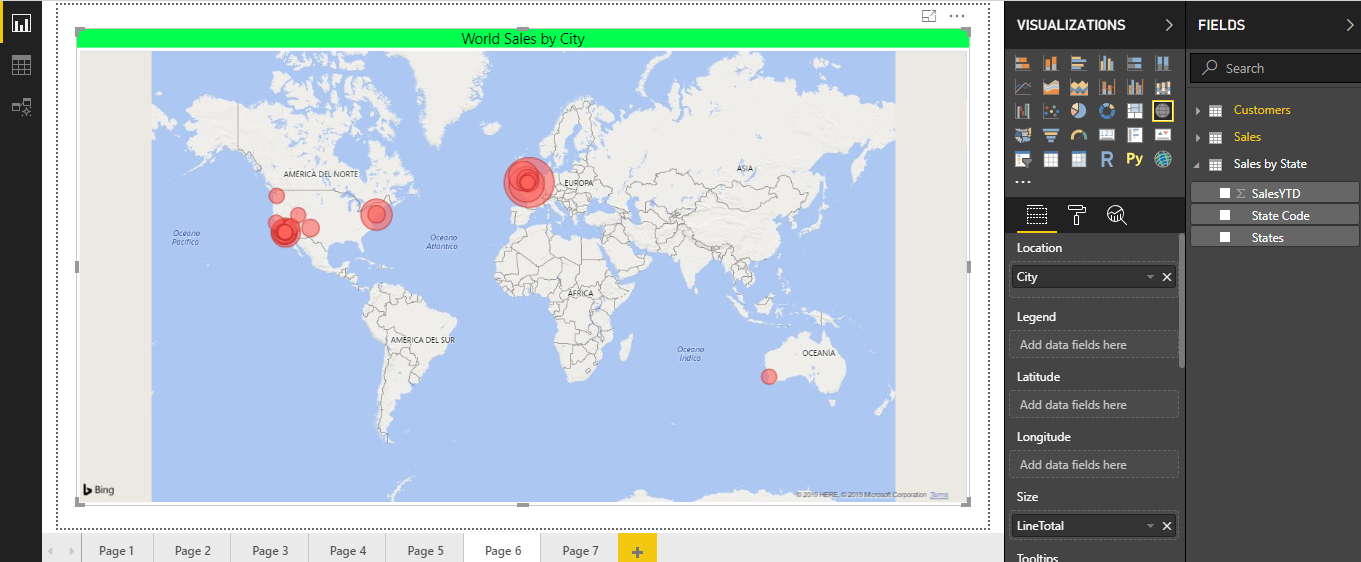 World Sales by City
AMÉRICA DEL NORTE
EUROPA
ASIA
Océano
Pacífico
Océano
Atlántico
ÁFRICA
AMÉRICA DEL SUR
Océano
Índico
OCEANÍA
Bing
© 2019 HERE, © 2019 Microsoft Corporation Terms
Page 1
Page 2
Page 3
Page 4
Page 5
Page 6
Page 7
+
VISUALIZATIONS
R
Py
Location
City
Legend
Add data fields here
Latitude
Add data fields here
Longitude
Add data fields here
Size
LineTotal
Tooltips
FIELDS
Search
Customers
Sales
Sales by State
Σ SalesYTD
State Code
States